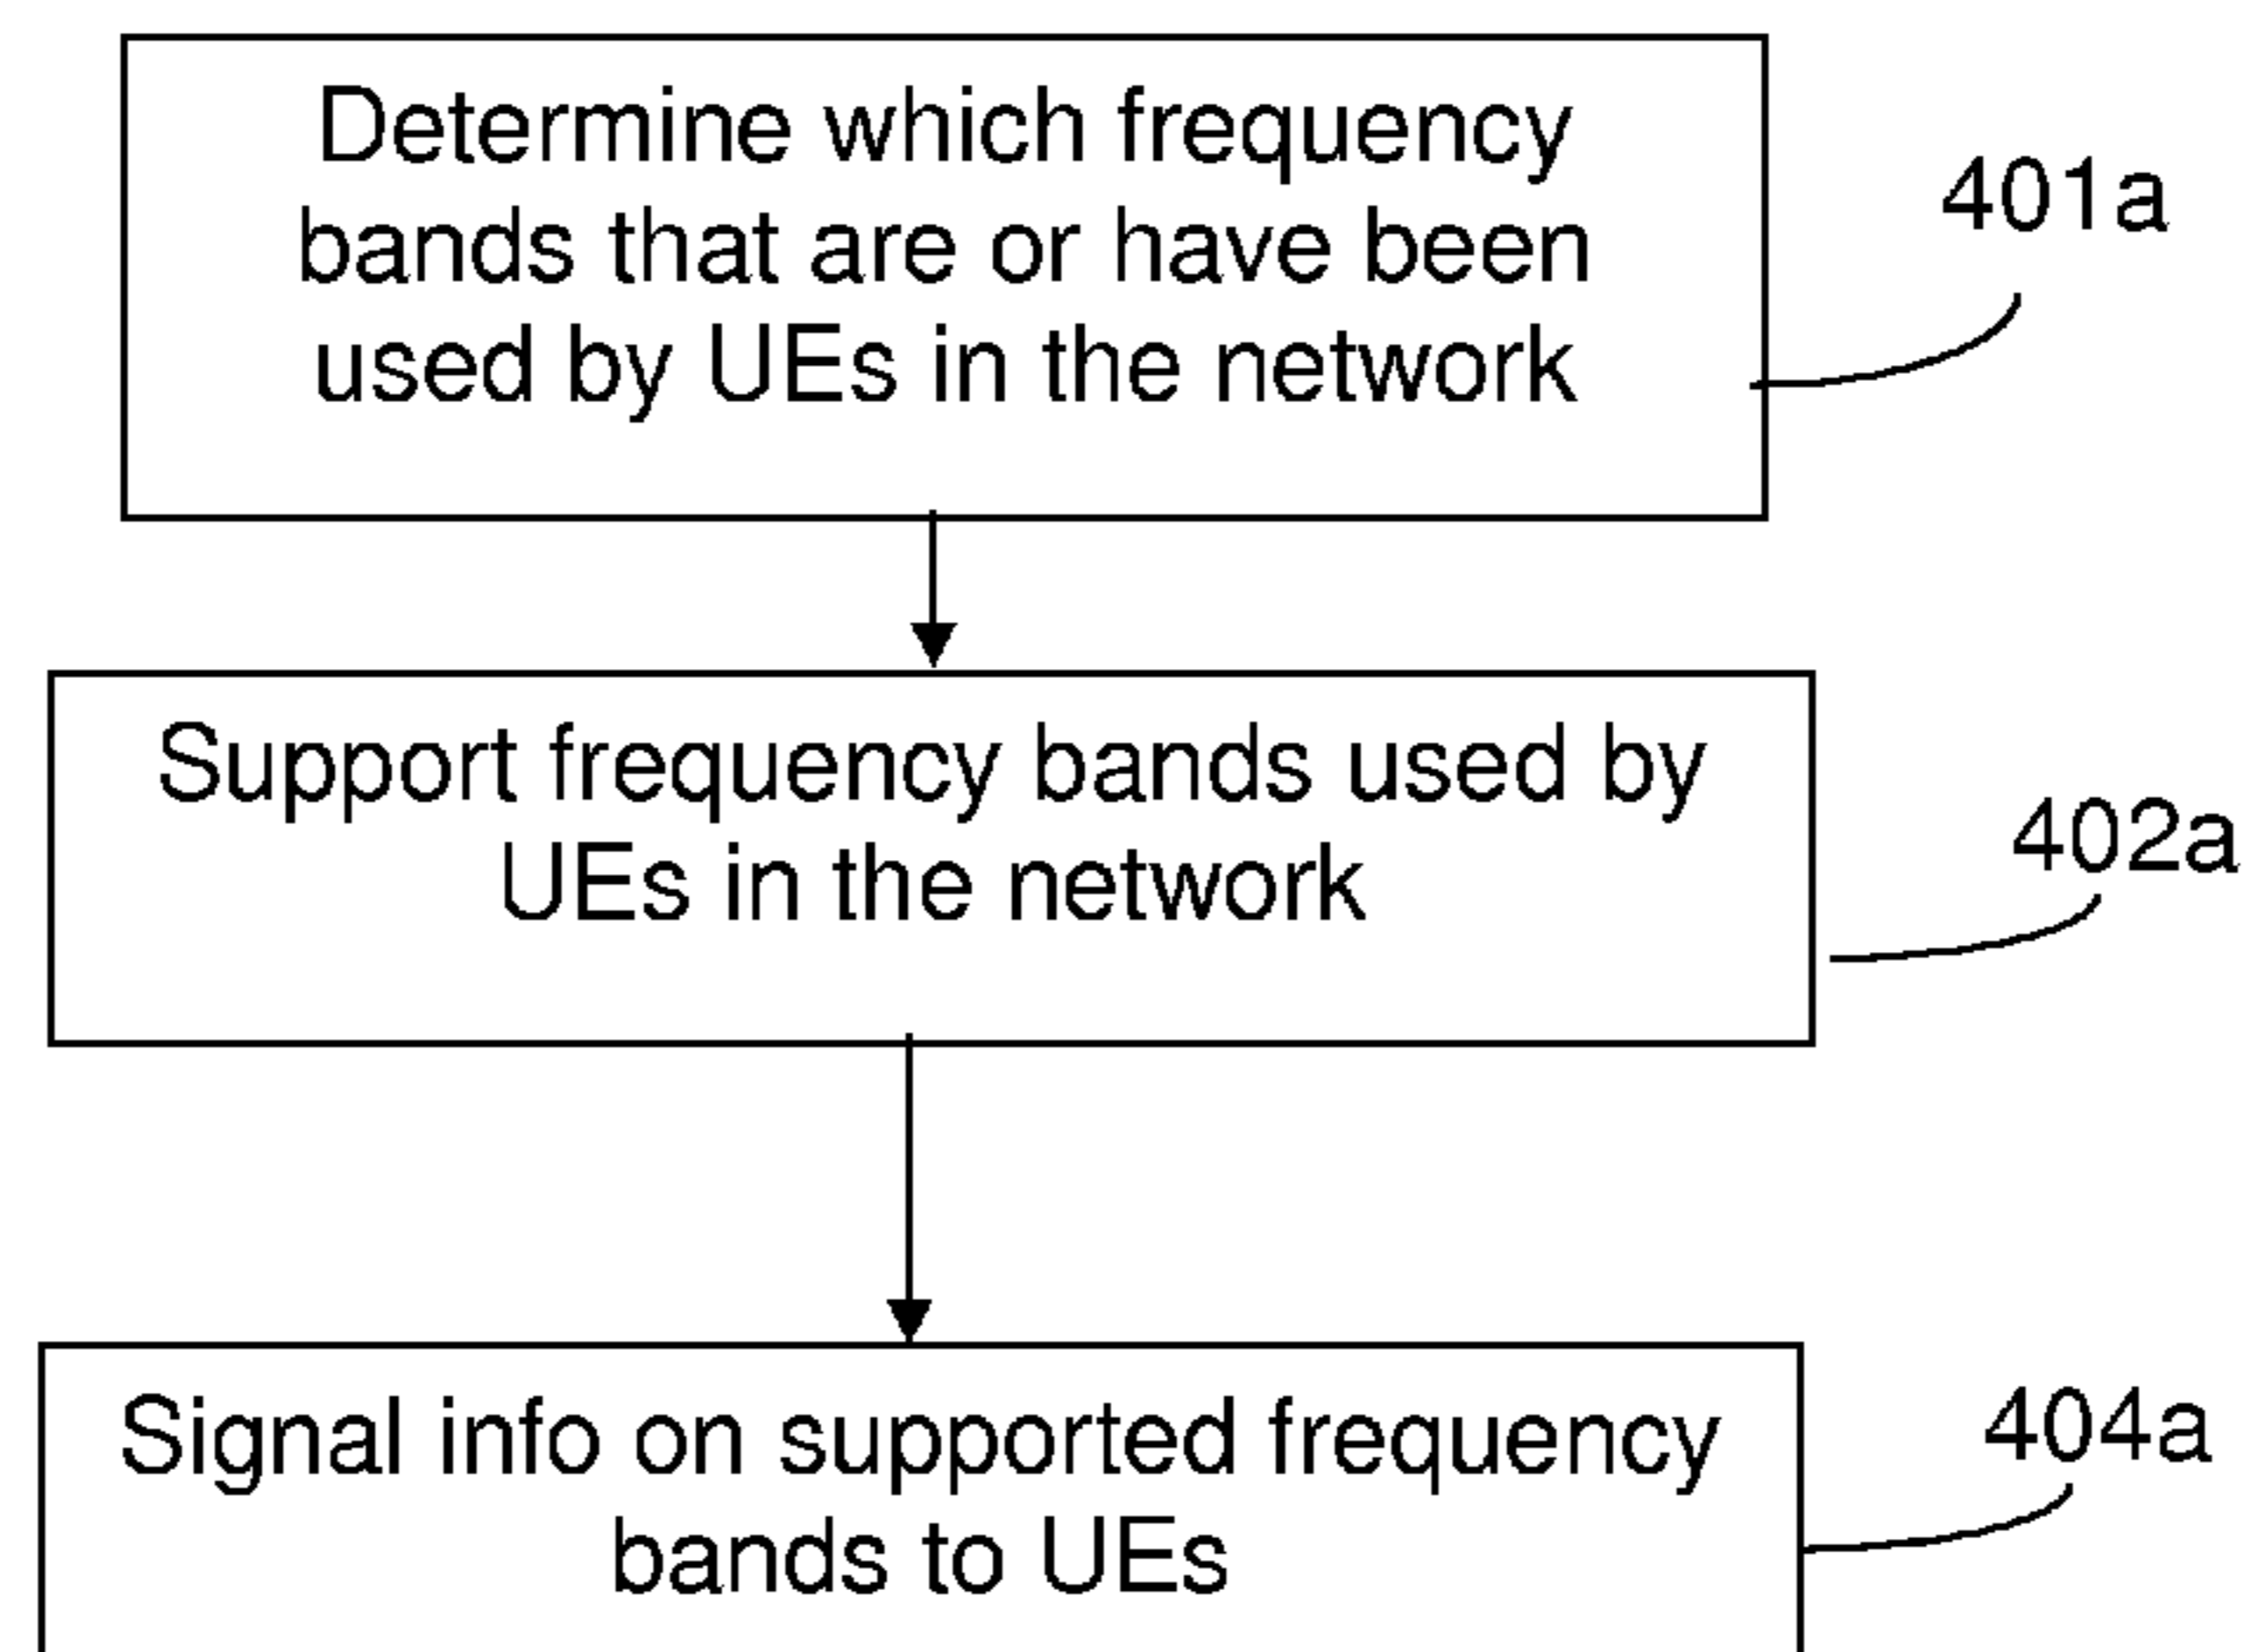 Determine which frequency
bands that are or have been
used by UEs in the network
401a
Support frequency bands used by
UEs in the network
402a
Signal info on supported frequency
bands to UEs
404a